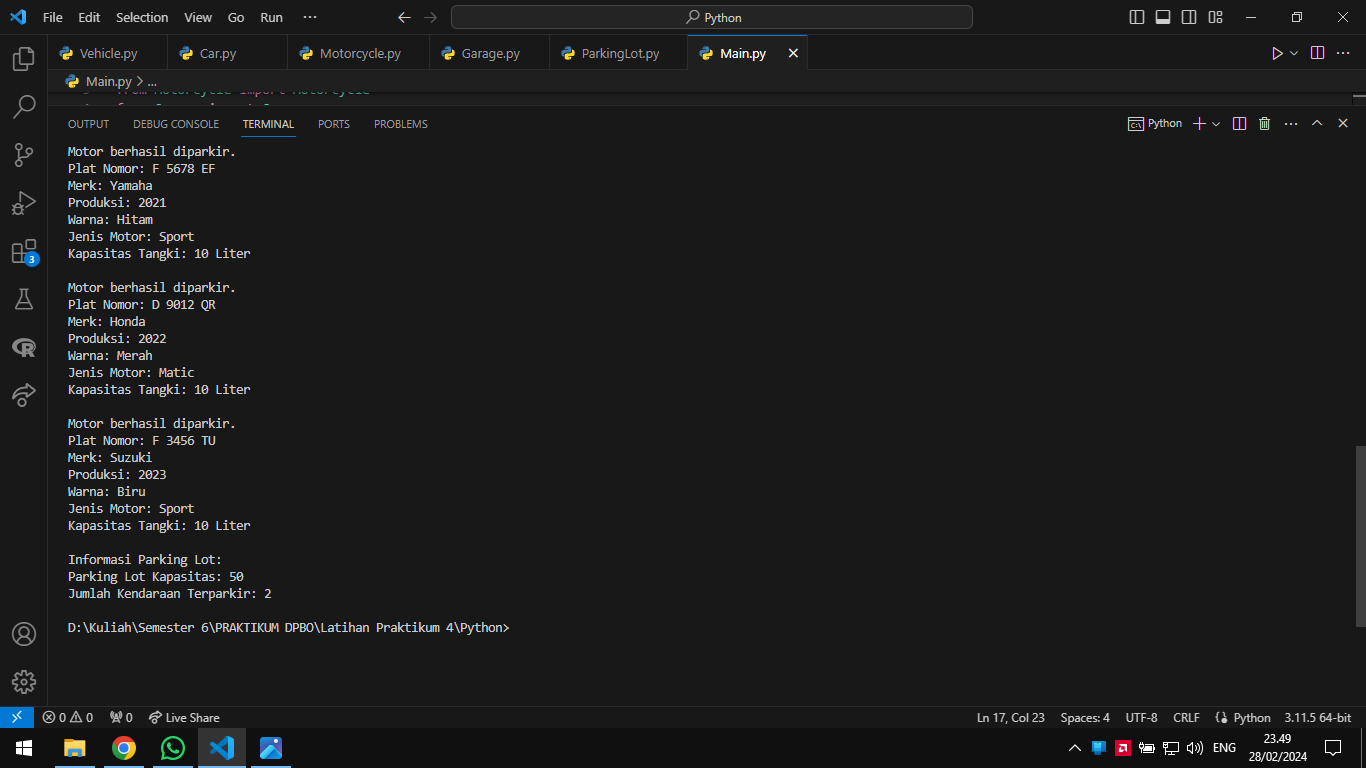 File Edit Selection View Go Run ··· Python
Vehicle.py Car.py Motorcycle.py Garage.py ParkingLot.py Main.py
Main.py > ...
from Motorcycle import Motorcycle
OUTPUT DEBUG CONSOLE TERMINAL PORTS PROBLEMS Python
Motor berhasil diparkir.
Plat Nomor: F 5678 EF
Merk: Yamaha
Produksi: 2021
Warna: Hitam
Jenis Motor: Sport
Kapasitas Tangki: 10 Liter
Motor berhasil diparkir.
Plat Nomor: D 9012 QR
Merk: Honda
Produksi: 2022
Warna: Merah
Jenis Motor: Matic
Kapasitas Tangki: 10 Liter
Motor berhasil diparkir.
Plat Nomor: F 3456 TU
Merk: Suzuki
Produksi: 2023
Warna: Biru
Jenis Motor: Sport
Kapasitas Tangki: 10 Liter
Informasi Parking Lot:
Parking Lot Kapasitas: 50
Jumlah Kendaraan Terparkir: 2
D:\Kuliah\Semester 6\PRAKTIKUM DPBO\Latihan Praktikum 4\Python>
3
0 0 0 Live Share Ln 17, Col 23 Spaces: 4 UTF-8 CRLF Python 3.11.5 64-bit
ENG 23.49
28/02/2024